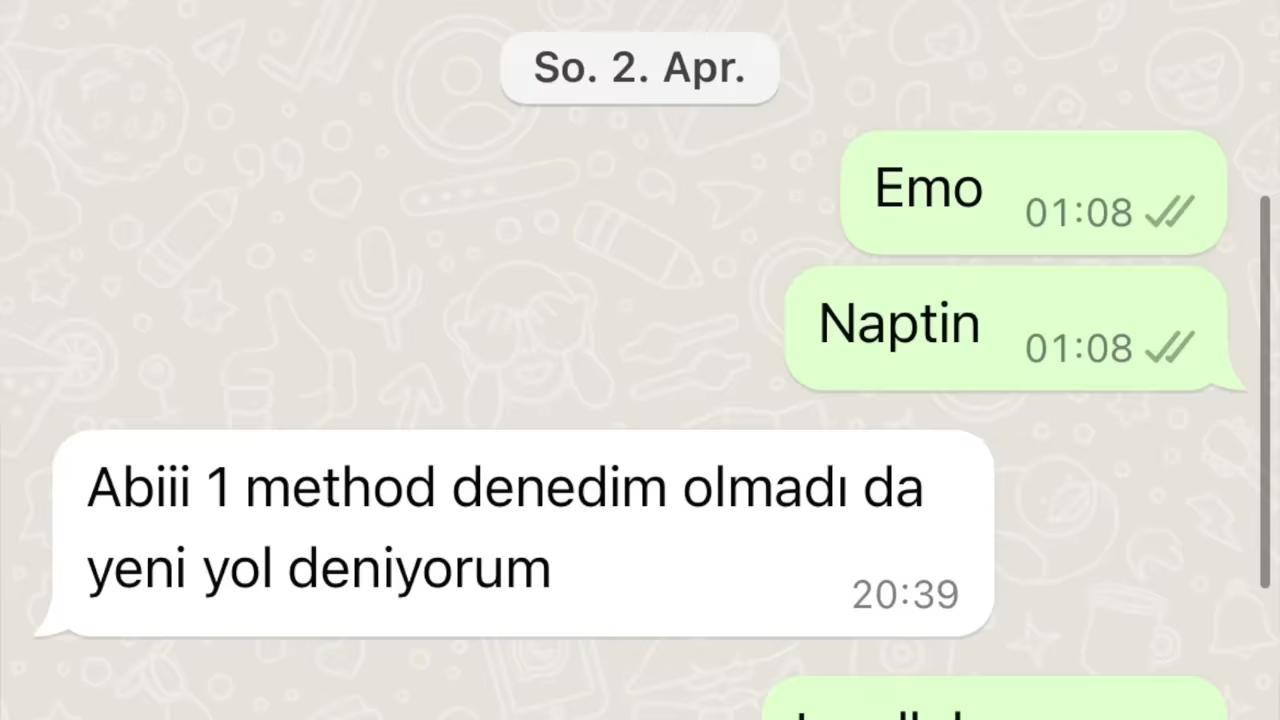 So. 2. Apr.
Emo
01:08
Naptin
01:08
Abiii 1 method denedim olmadı da
yeni yol deniyorum
20:39